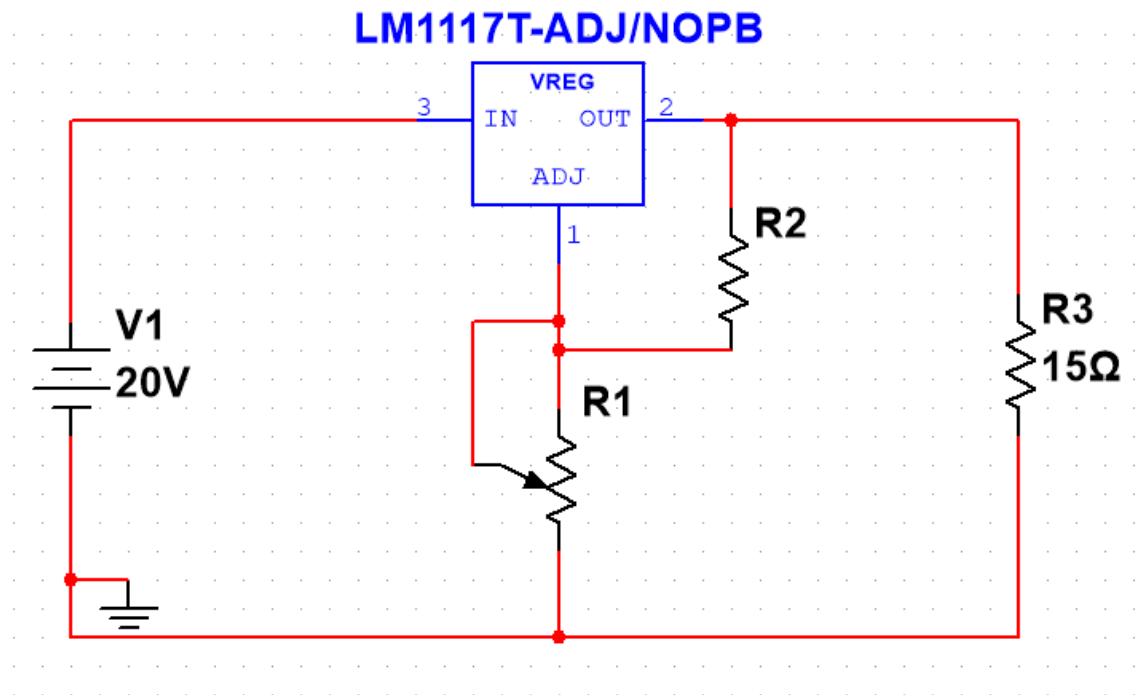 LM1117T-ADJ/NOPB
VREG
3 IN OUT 2
ADJ
1
R2
V1
20V
R3
15Ω
R1